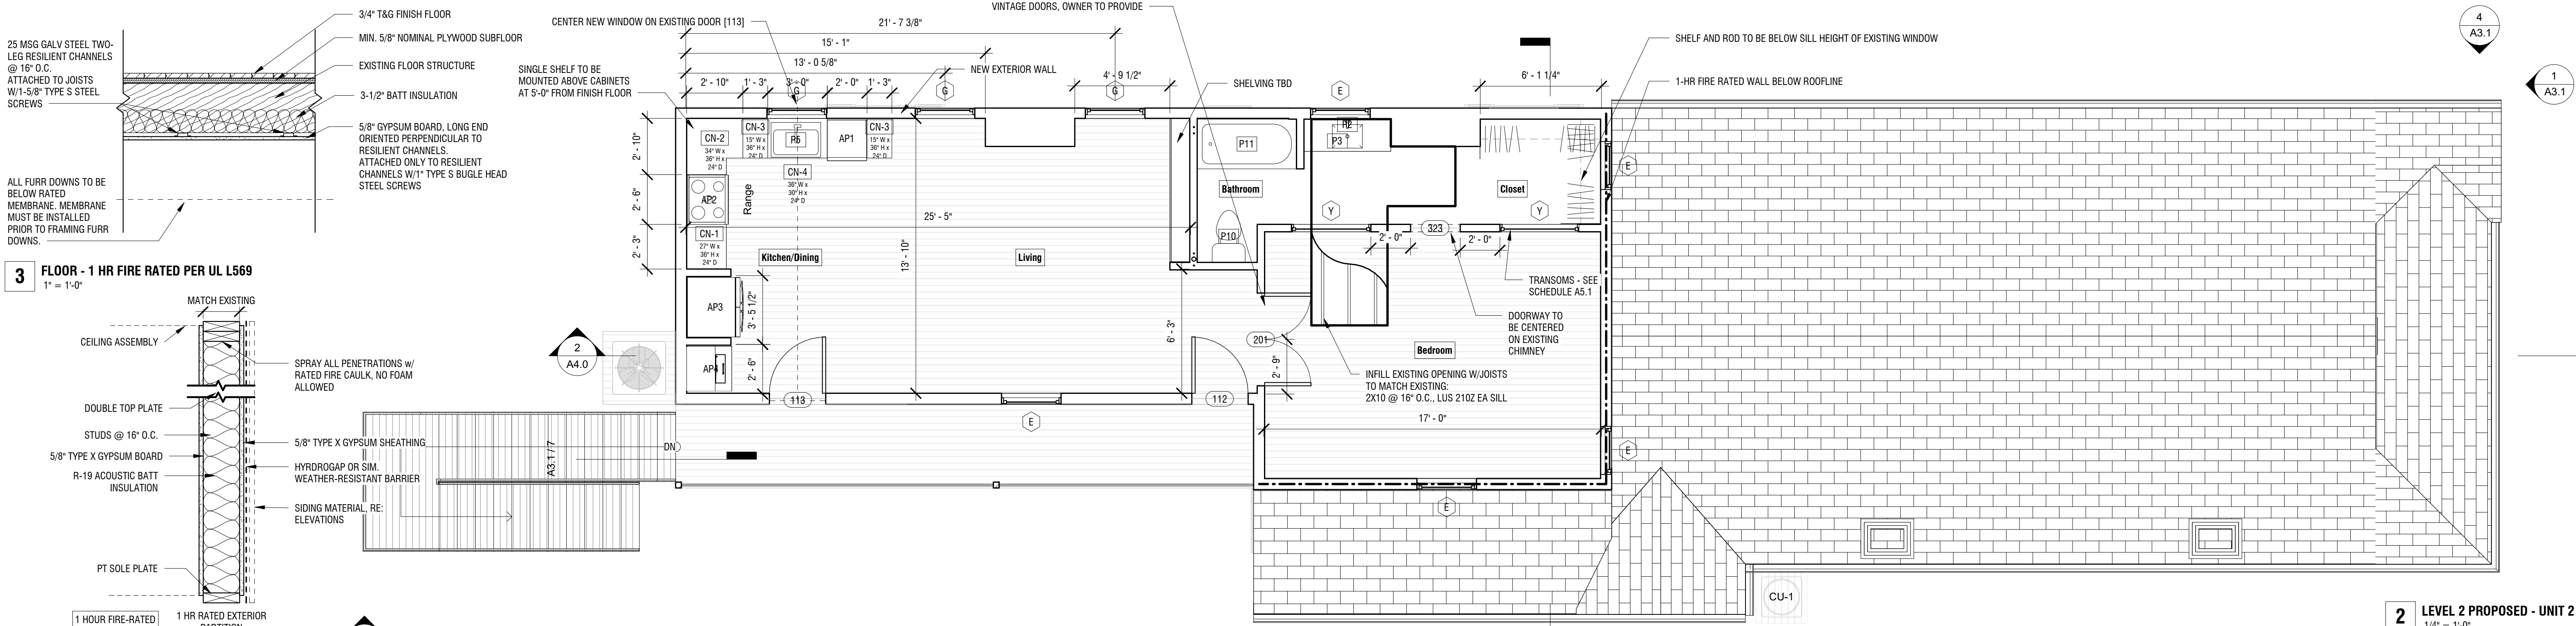 3/4" T&G FINISH FLOOR
MIN. 5/8" NOMINAL PLYWOOD SUBFLOOR
EXISTING FLOOR STRUCTURE
3-1/2" BATT INSULATION
5/8" GYPSUM BOARD, LONG END
ORIENTED PERPENDICULAR TO
RESILIENT CHANNELS.
ATTACHED ONLY TO RESILIENT
CHANNELS W/1" TYPE S BUGLE HEAD
STEEL SCREWS
25 MSG GALV STEEL TWO-
LEG RESILIENT CHANNELS
@ 16" O.C.
ATTACHED TO JOISTS
W/1-5/8" TYPE S STEEL
SCREWS
ALL FURR DOWNS TO BE
BELOW RATED
MEMBRANE. MEMBRANE
MUST BE INSTALLED
PRIOR TO FRAMING FURR
DOWNS.
3
FLOOR - 1 HR FIRE RATED PER UL L569
1" = 1'-0"
MATCH EXISTING
CEILING ASSEMBLY
SPRAY ALL PENETRATIONS w/
RATED FIRE CAULK, NO FOAM
ALLOWED
DOUBLE TOP PLATE
STUDS @ 16" O.C.
5/8" TYPE X GYPSUM BOARD
R-19 ACOUSTIC BATT
INSULATION
5/8" TYPE X GYPSUM SHEATHING
HYRDROGAP OR SIM.
WEATHER-RESISTANT BARRIER
SIDING MATERIAL, RE:
ELEVATIONS
PT SOLE PLATE
1 HOUR FIRE-RATED
1 HR RATED EXTERIOR
PARTITION
CENTER NEW WINDOW ON EXISTING DOOR [113]
VINTAGE DOORS, OWNER TO PROVIDE
21' - 7 3/8"
15' - 1"
13' - 0 5/8"
2' - 10"
1' - 3"
3' - 0"
2' - 0"
1' - 3"
4' - 9 1/2"
6' - 1 1/4"
NEW EXTERIOR WALL
SHELVING TBD
SINGLE SHELF TO BE
MOUNTED ABOVE CABINETS
AT 5'-0" FROM FINISH FLOOR
SHELF AND ROD TO BE BELOW SILL HEIGHT OF EXISTING WINDOW
1-HR FIRE RATED WALL BELOW ROOFLINE
G
G
G
E
E
2' - 10"
2' - 6"
2' - 3"
CN-2
34" W x
36" H x
24" D
CN-3
15" W x
36" H x
24" D
P5
AP1
CN-3
15" W x
36" H x
24" D
CN-4
36" W x
30" H x
24" D
AP2
Range
CN-1
27" W x
36" H x
24" D
Kitchen/Dining
25' - 5"
13' - 10"
Living
AP3
3' - 5 1/2"
AP4
2' - 6"
6' - 3"
P11
Bathroom
P10
P2
P3
Closet
Y
Y
2' - 0"
323
2' - 0"
TRANSOMS - SEE
SCHEDULE A5.1
DOORWAY TO
BE CENTERED
ON EXISTING
CHIMNEY
201
2' - 9"
Bedroom
INFILL EXISTING OPENING W/JOISTS
TO MATCH EXISTING:
2X10 @ 16" O.C., LUS 210Z EA SILL
17' - 0"
2
A4.0
113
112
E
E
E
DN
A3.1 / 7
CU-1
4
A3.1
1
A3.1
2
LEVEL 2 PROPOSED - UNIT 2
1/4" = 1'-0"